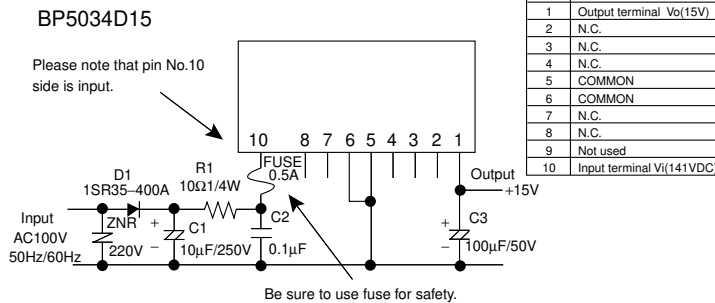 BP5034D15
Please note that pin No.10
side is input.
10 8 7 6 5 4 3 2 1
FUSE
0.5A
D1
1SR35–400A
R1
10Ω1/4W
Input
AC100V
50Hz/60Hz
ZNR
220V
+
–
C1
10μF/250V
C2
0.1μF
Output
+15V
+
–
C3
100μF/50V
Be sure to use fuse for safety.
1 Output terminal Vo(15V)
2 N.C.
3 N.C.
4 N.C.
5 COMMON
6 COMMON
7 N.C.
8 N.C.
9 Not used
10 Input terminal Vi(141VDC)